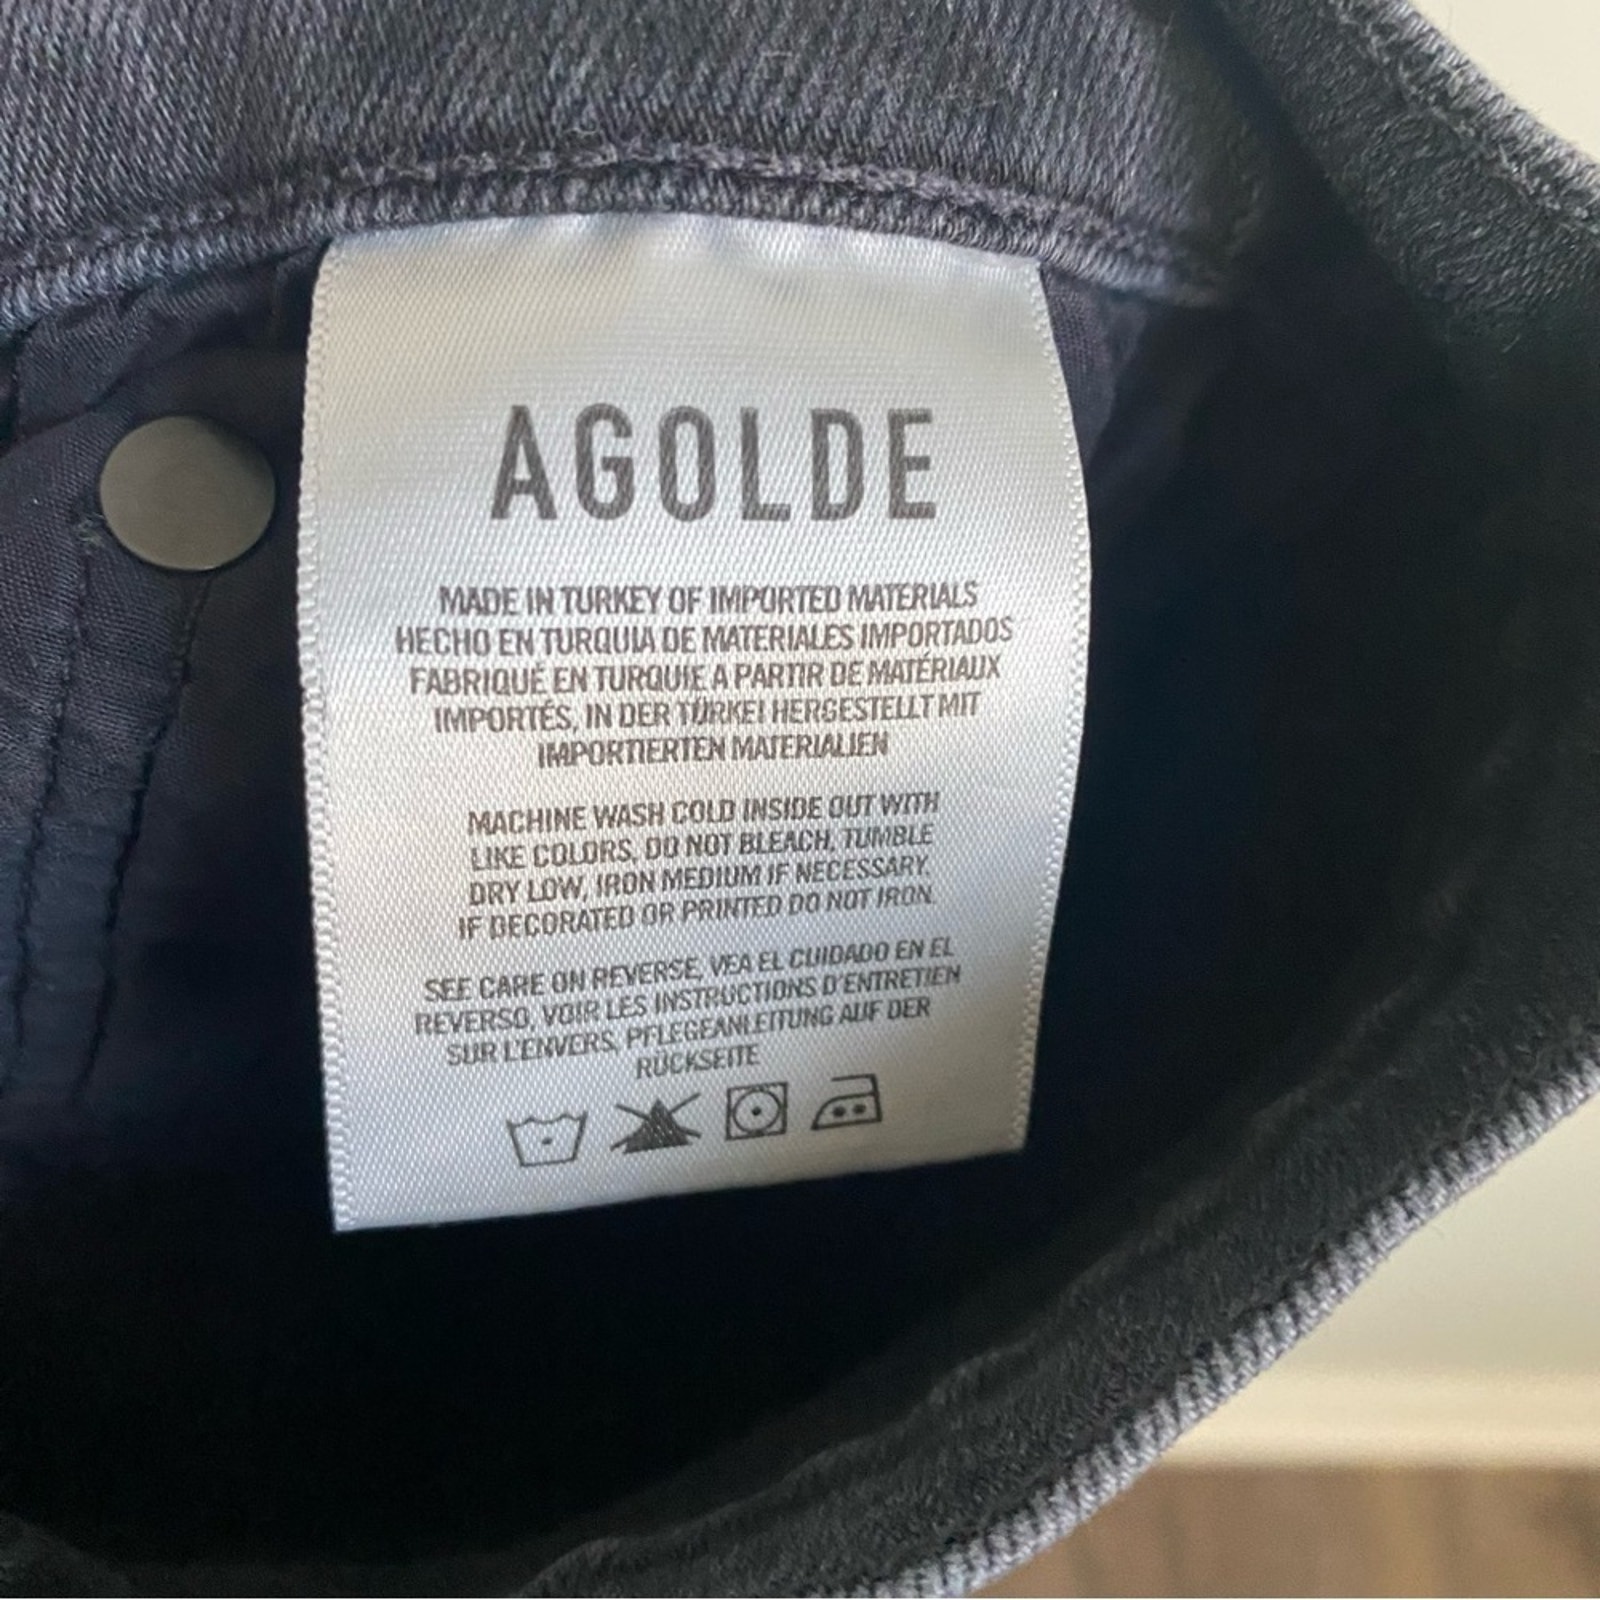 AGOLDE
MADE IN TURKEY OF IMPORTED MATERIALS
HECHO EN TURQUIA DE MATERIALES IMPORTADOS
FABRIQUÉ EN TURQUIE A PARTIR DE MATÉRIAUX
IMPORTÉS, IN DER TÜRKEI HERGESTELLT MIT
IMPORTIERTEN MATERIALIEN
MACHINE WASH COLD INSIDE OUT WITH
LIKE COLORS, DO NOT BLEACH, TUMBLE
DRY LOW, IRON MEDIUM IF NECESSARY.
IF DECORATED OR PRINTED DO NOT IRON.
SEE CARE ON REVERSE, VEA EL CUIDADO EN EL
REVERSO, VOIR LES INSTRUCTIONS D'ENTRETIEN
SUR L'ENVERS, PFLEGEANLEITUNG AUF DER
RÜCKSEITE